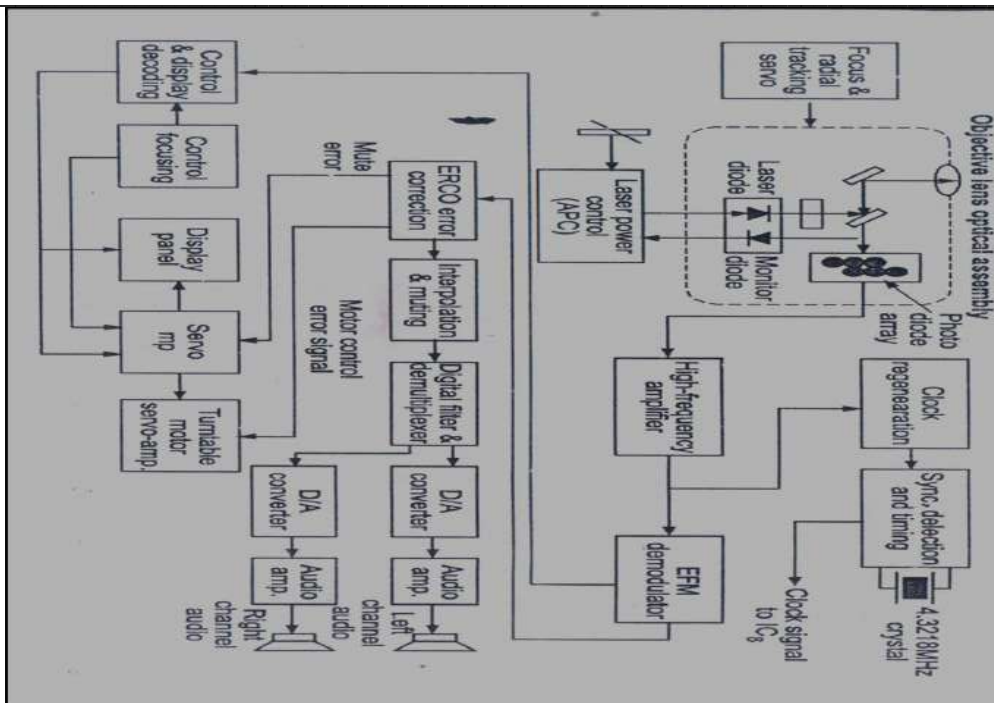 Objective lens optical assembly
Focus &
radial
tracking
servo
Laser
diode
Monitor
diode
Photo
diode
array
Laser power
control
(APC)
High-frequency
amplifier
Clock
regenearation
Sync, detection
and timing
4.3218MHz
crystal
Clock signal
to IC8
EFM
demodulator
ERCO error
correction
Mute
error
Interpolation
& muting
Digital filter &
demultiplexer
Motor control
error signal
D/A
converter
Audio
amp.
Left
channel
audio
D/A
converter
Audio
amp.
Right
channel
audio
Control
& display
decoding
Control
focusing
Display
panel
Servo
mp
Turntable
motor
servo-amp.